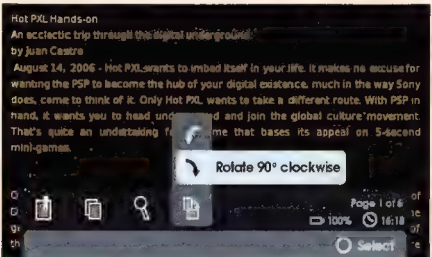 Hot PXL Hands-on
An ecclectic trip through the digital underground.
by Juan Castro
August 14, 2006 - Hot PXL wants to imbed itself in your life. It makes no excuse for
wanting the PSP to become the hub of your digital existence, much in the way Sony
does, come to think of it. Only Hot PXL wants to take a different route. With PSP in
hand, it wants you to head und d and join the global culture movement.
That's quite an undertaking f me that bases its appeal on 5-second
mini-games.
Rotate 90° clockwise
of
Page 1 of 6
100% 16:18
Select